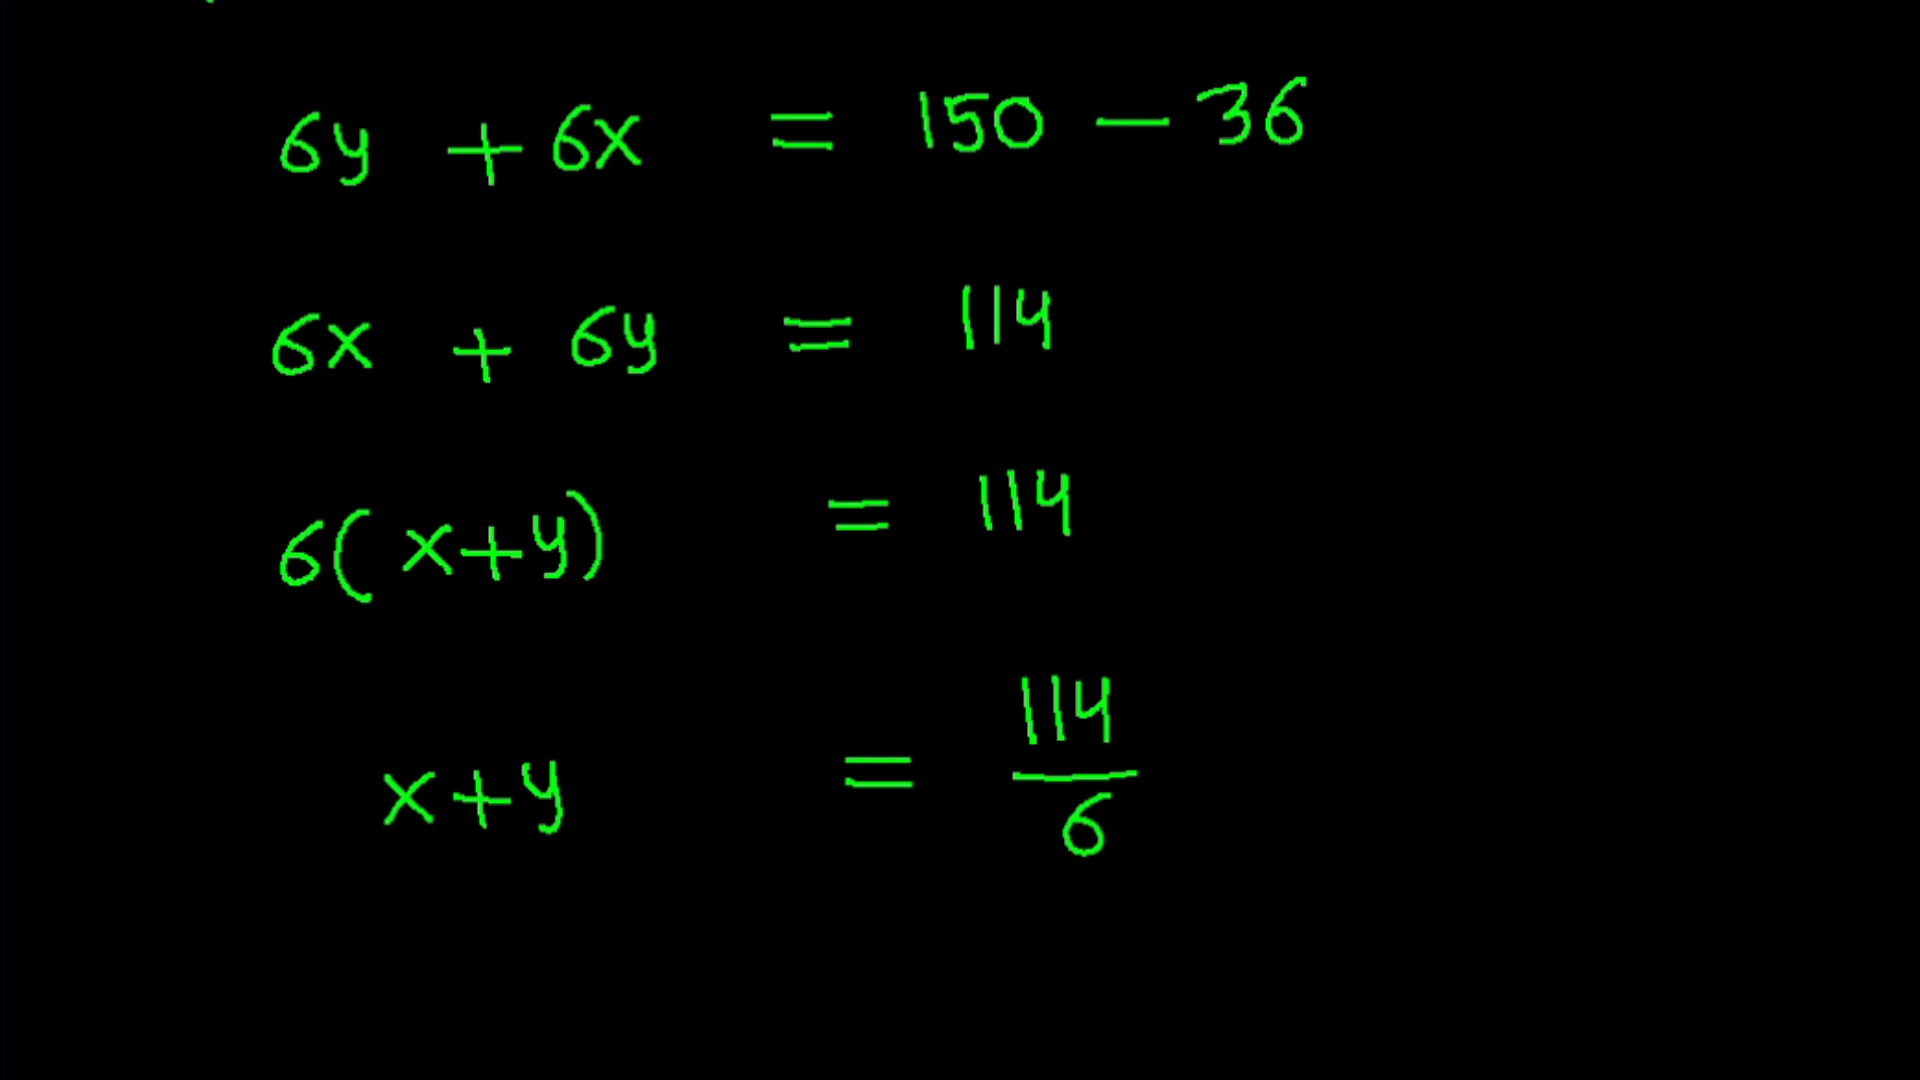 6y + 6x = 150 - 36
6x + 6y = 114
6(x+y) = 114
x+y = 114/6